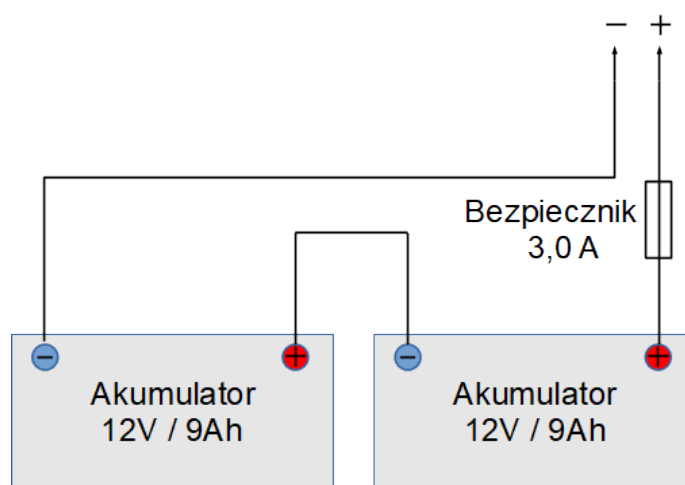 − +
Bezpiecznik
3,0 A
− + − +
Akumulator
12V / 9Ah
Akumulator
12V / 9Ah